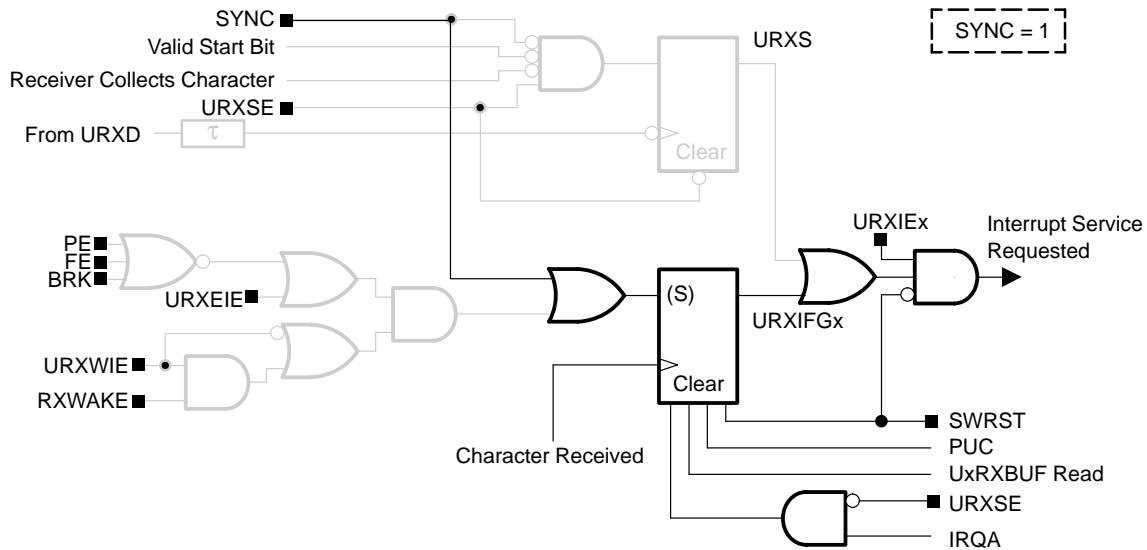 SYNC
SYNC = 1
Valid Start Bit
URXS
Receiver Collects Character
URXSE
From URXD
τ
Clear
PE
FE
BRK
URXEIE
URXWIE
RXWAKE
URXIEx
Interrupt Service
Requested
(S)
URXIFGx
Clear
Character Received
SWRST
PUC
UxRXBUF Read
URXSE
IRQA